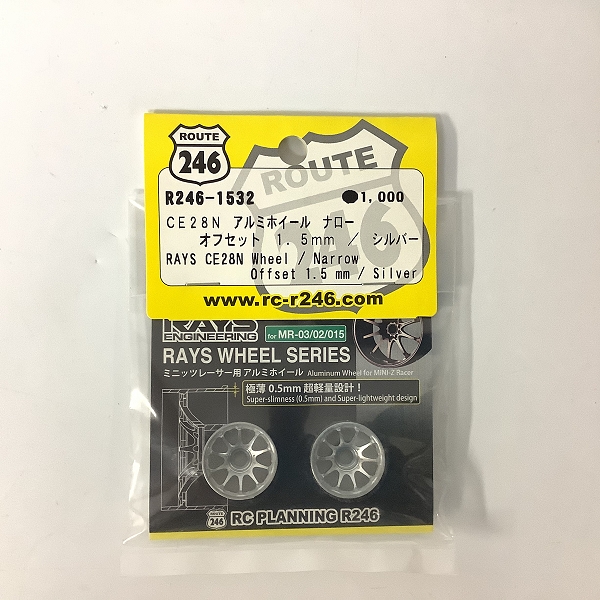 ROUTE
246
ROUTE
246
R246-1532 ●1,000
CE28N アルミホイール ナロー
オフセット 1.5mm / シルバー
RAYS CE28N Wheel / Narrow
Offset 1.5 mm / Silver
www.rc-r246.com
RAYS
ENGINEERING
for MR-03/02/015
RAYS WHEEL SERIES
ミニッツレーサー用 アルミホイール Aluminum Wheel for MINI-Z Racer
極薄0.5mm 超軽量設計！
Super-slimness (0.5mm) and Super-lightweight design
ROUTE
246
RC PLANNING R246